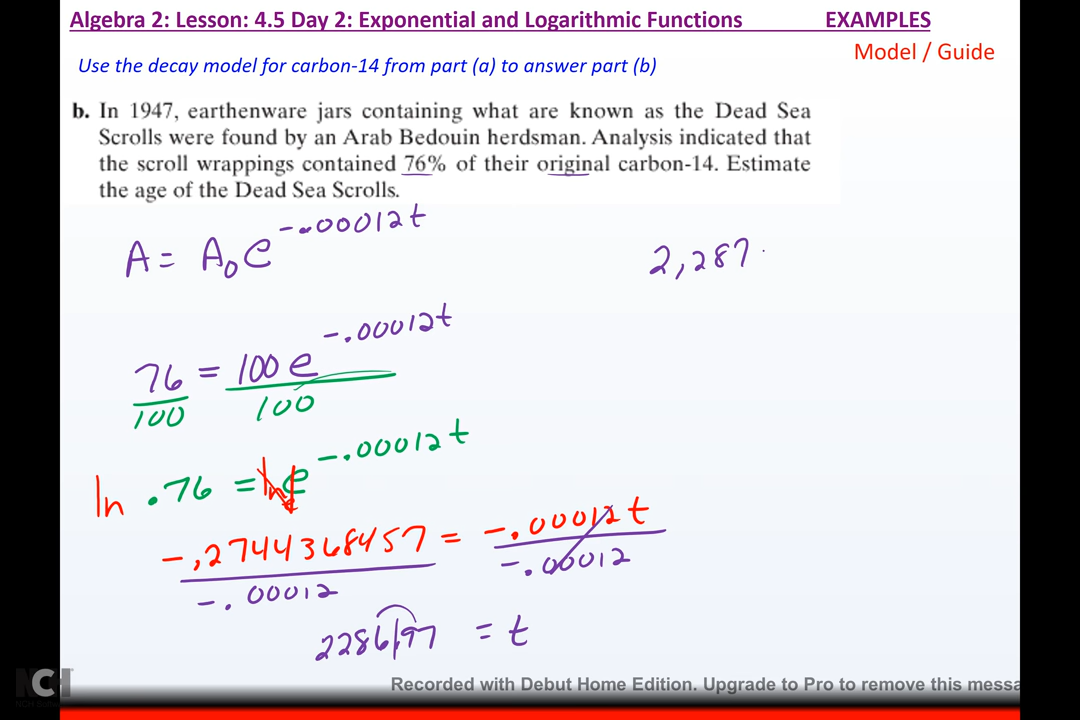 Algebra 2: Lesson: 4.5 Day 2: Exponential and Logarithmic Functions EXAMPLES
Model / Guide
Use the decay model for carbon-14 from part (a) to answer part (b)
b. In 1947, earthenware jars containing what are known as the Dead Sea
Scrolls were found by an Arab Bedouin herdsman. Analysis indicated that
the scroll wrappings contained 76% of their original carbon-14. Estimate
the age of the Dead Sea Scrolls.
A = A₀e^-.00012t
2,287
76 = 100e^-.00012t
100 100
ln .76 = ln e^-.00012t
-.2744368457 = -.00012t
-.00012 -.00012
2286.97 = t
NCH
Recorded with Debut Home Edition. Upgrade to Pro to remove this messa